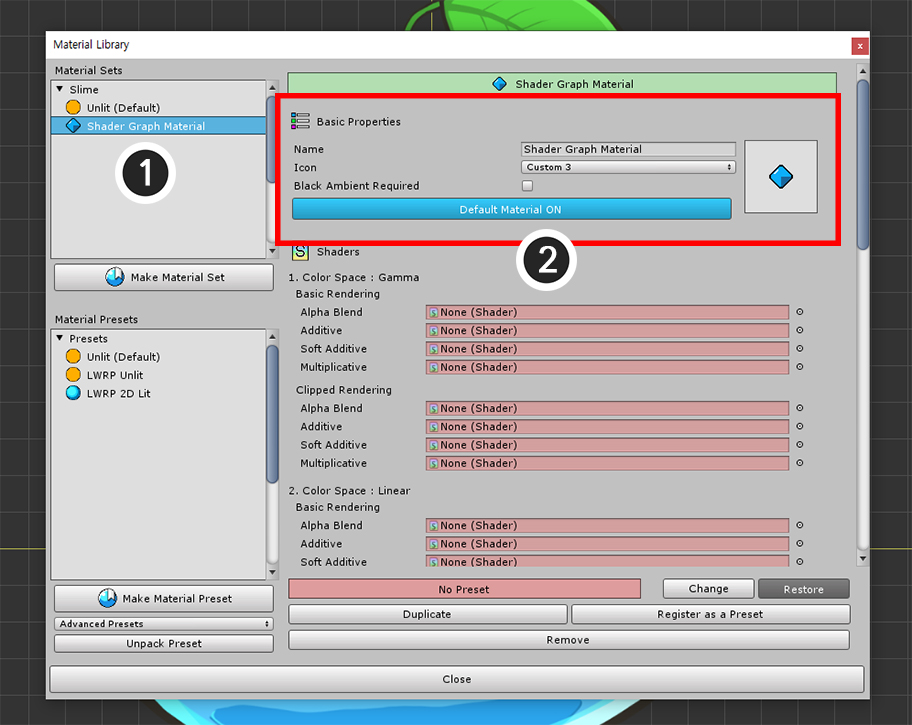 Material Library
x
Material Sets
Slime
Unlit (Default)
Shader Graph Material
1
Make Material Set
Material Presets
Presets
Unlit (Default)
LWRP Unlit
LWRP 2D Lit
Make Material Preset
Advanced Presets
Unpack Preset
Shader Graph Material
Basic Properties
Name Shader Graph Material
Icon Custom 3
Black Ambient Required
Default Material ON
2
S Shaders
1. Color Space : Gamma
Basic Rendering
Alpha Blend S None (Shader)
Additive S None (Shader)
Soft Additive S None (Shader)
Multiplicative S None (Shader)
Clipped Rendering
Alpha Blend S None (Shader)
Additive S None (Shader)
Soft Additive S None (Shader)
Multiplicative S None (Shader)
2. Color Space : Linear
Basic Rendering
Alpha Blend S None (Shader)
Additive S None (Shader)
Soft Additive S None (Shader)
No Preset Change Restore
Duplicate Register as a Preset
Remove
Close